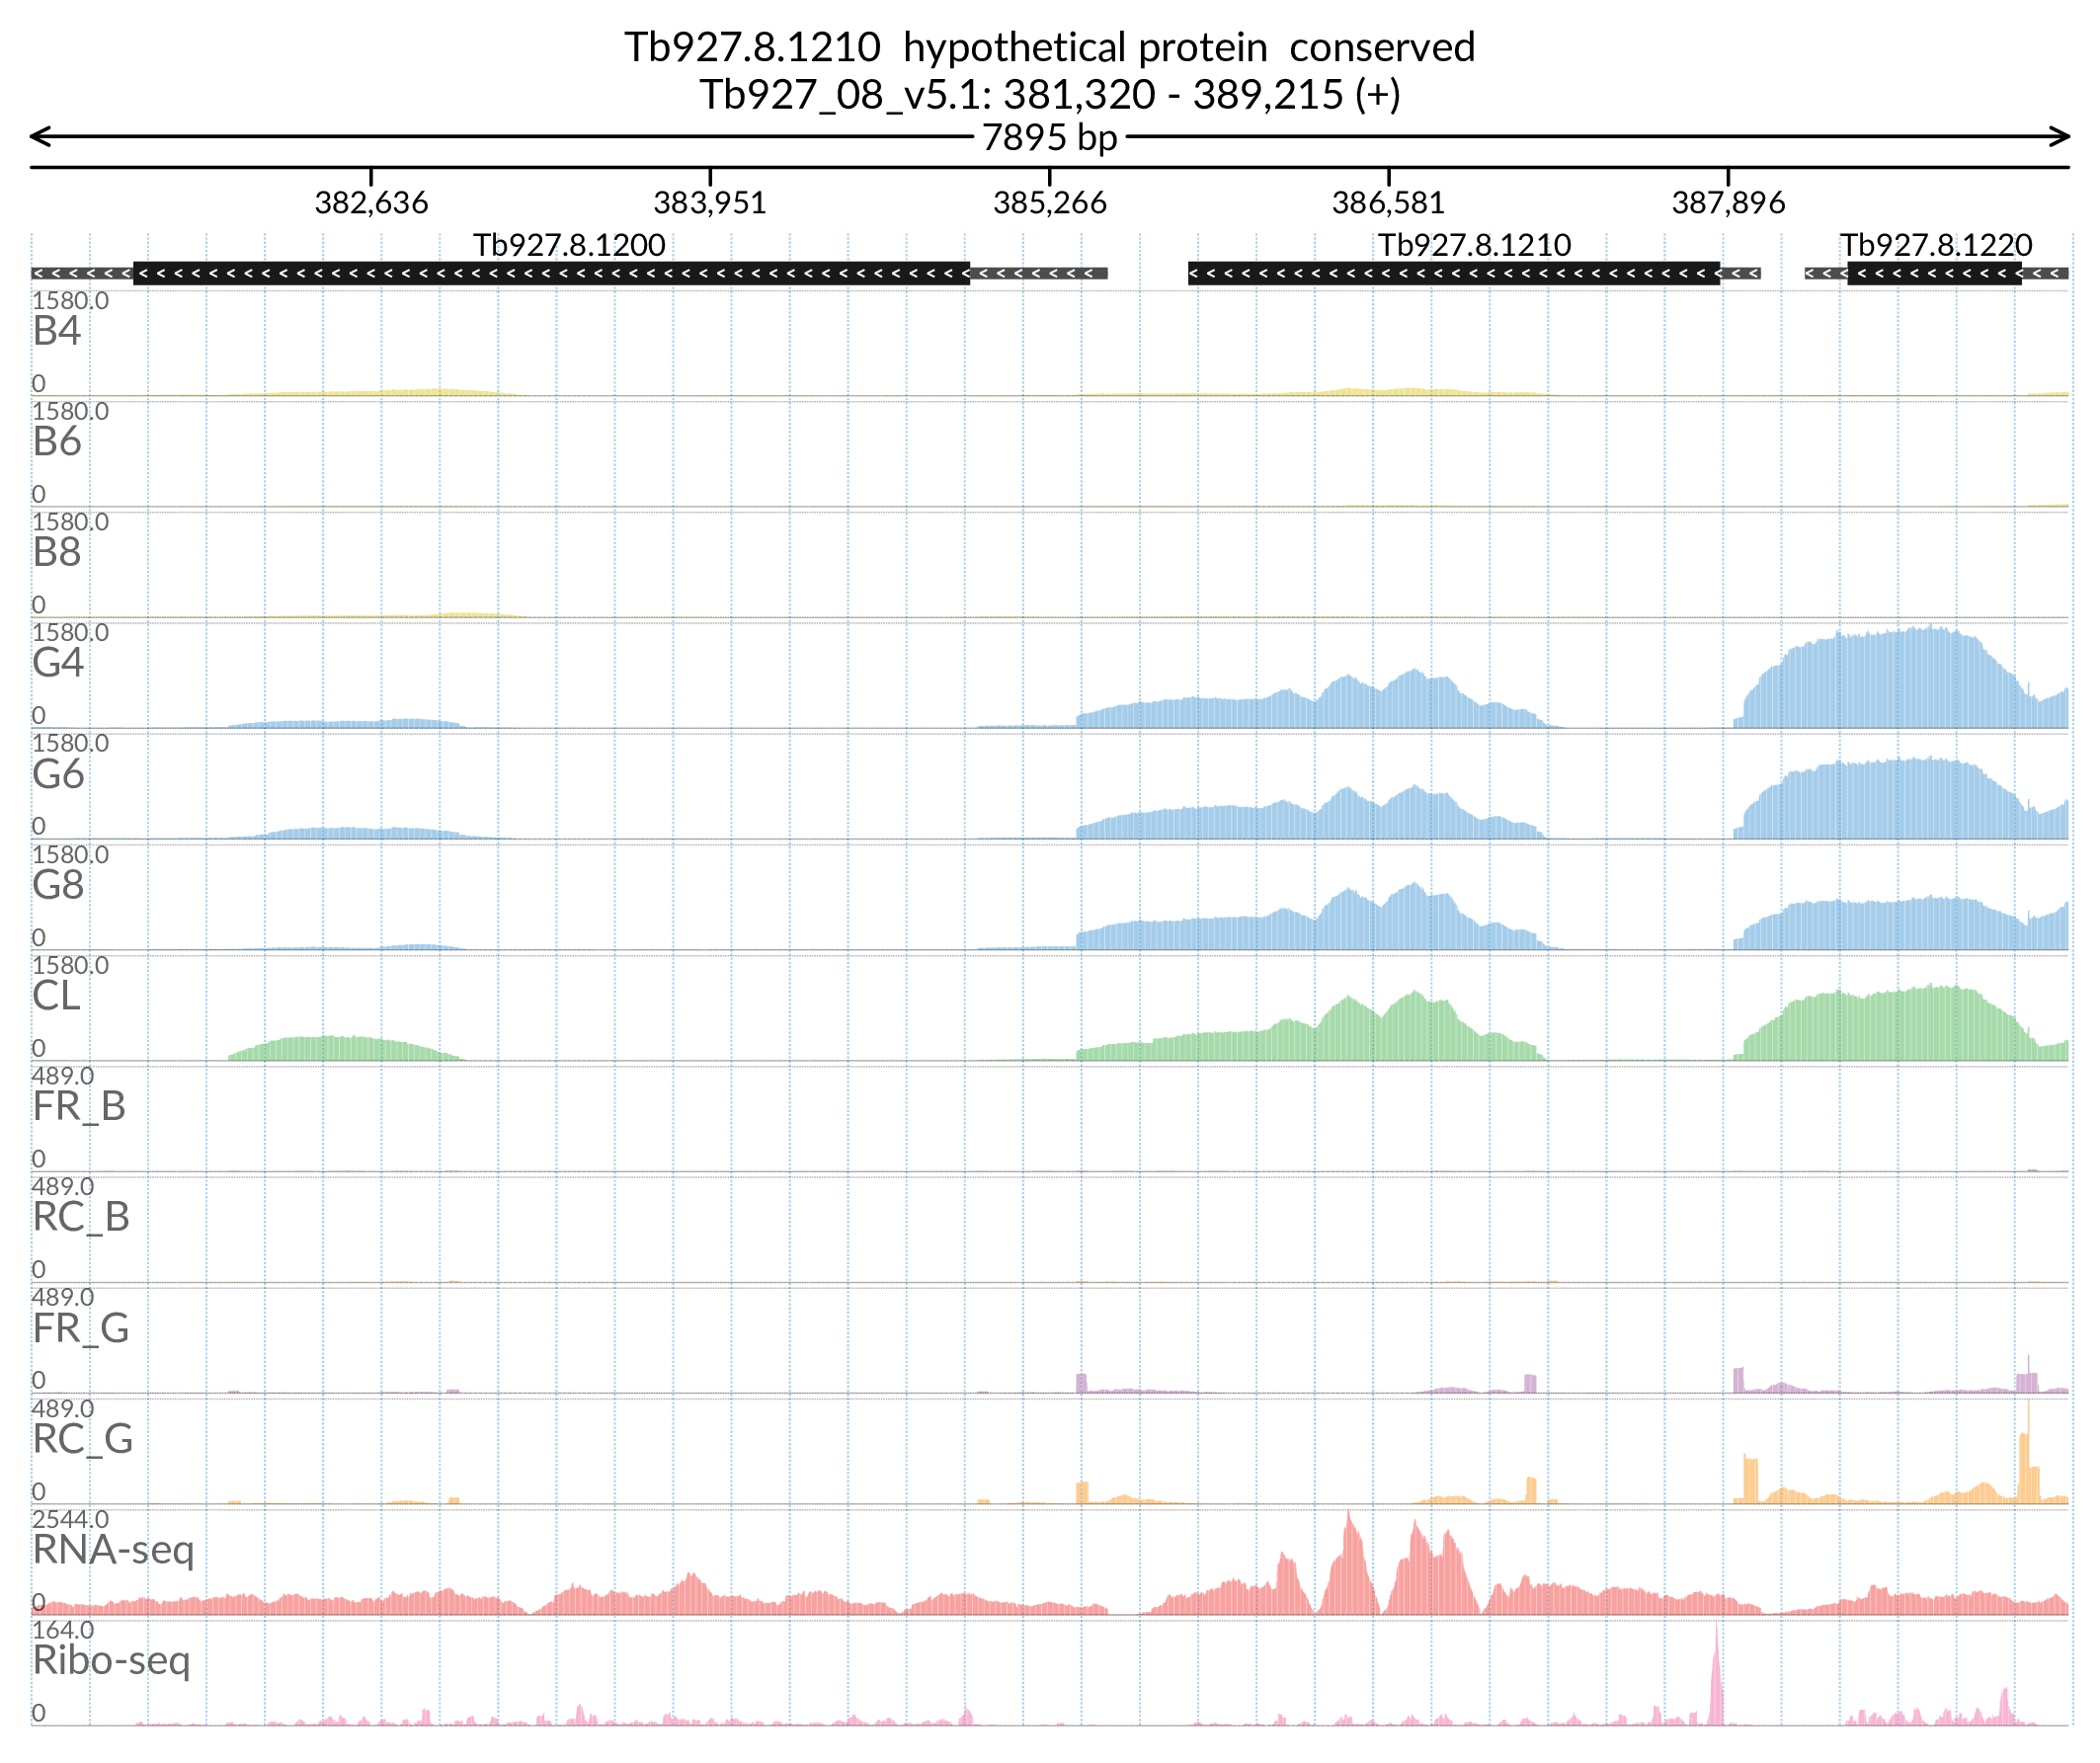 Tb927.8.1210  hypothetical protein  conserved
Tb927_08_v5.1: 381,320 - 389,215 (+)
7895 bp
382,636 383,951 385,266 386,581 387,896
Tb927.8.1200 Tb927.8.1210 Tb927.8.1220
1580.0
B4
0
1580.0
B6
0
1580.0
B8
0
1580.0
G4
0
1580.0
G6
0
1580.0
G8
0
1580.0
CL
0
489.0
FR_B
0
489.0
RC_B
0
489.0
FR_G
0
489.0
RC_G
0
2544.0
RNA-seq
0
164.0
Ribo-seq
0